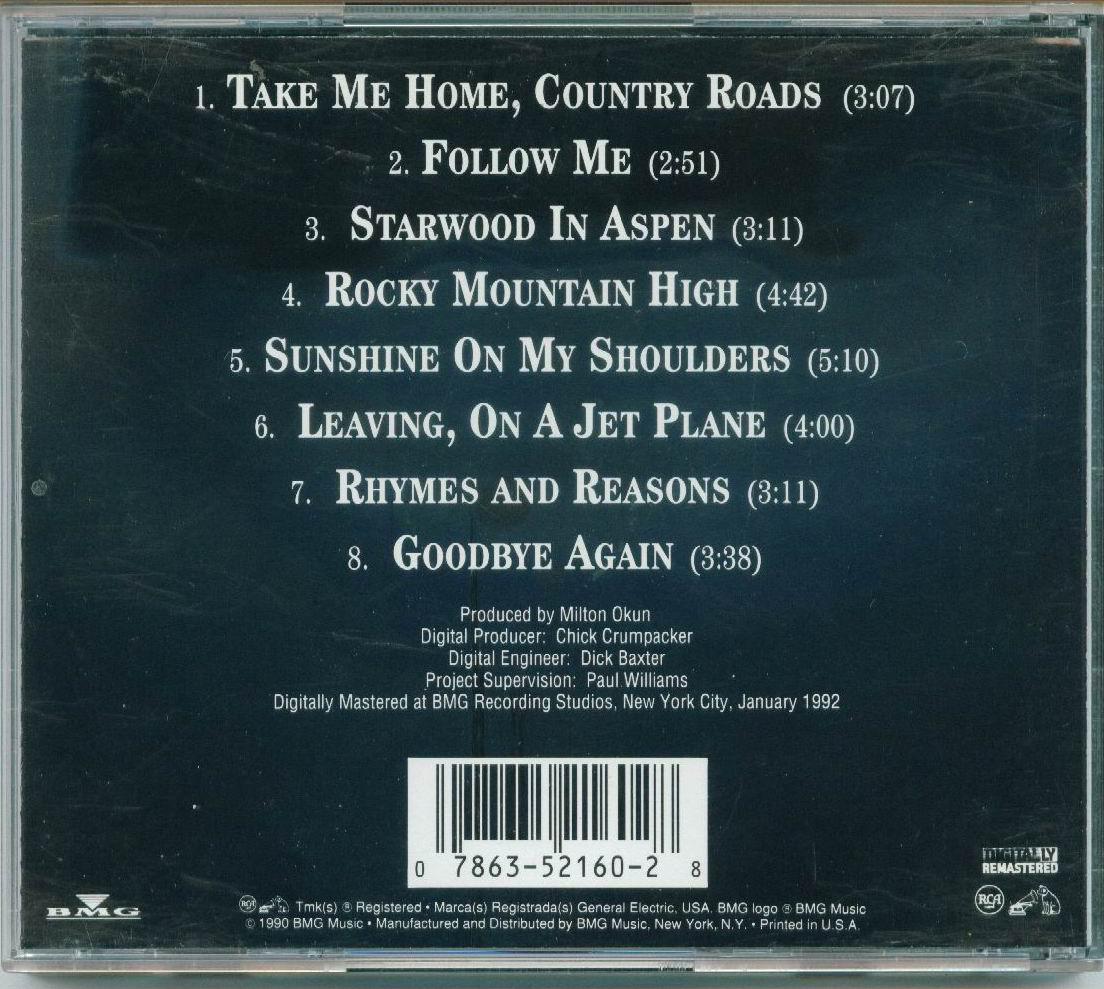 1. TAKE ME HOME, COUNTRY ROADS (3:07)
2. FOLLOW ME (2:51)
3. STARWOOD IN ASPEN (3:11)
4. ROCKY MOUNTAIN HIGH (4:42)
5. SUNSHINE ON MY SHOULDERS (5:10)
6. LEAVING, ON A JET PLANE (4:00)
7. RHYMES AND REASONS (3:11)
8. GOODBYE AGAIN (3:38)
Produced by Milton Okun
Digital Producer: Chick Crumpacker
Digital Engineer: Dick Baxter
Project Supervision: Paul Williams
Digitally Mastered at BMG Recording Studios, New York City, January 1992
0 7863-52160-2 8
DIGITALLY
REMASTERED
BMG
RCA Tmk(s) ® Registered • Marca(s) Registrada(s) General Electric, USA. BMG logo ® BMG Music
© 1990 BMG Music • Manufactured and Distributed by BMG Music, New York, N.Y. • Printed in U.S.A.
RCA